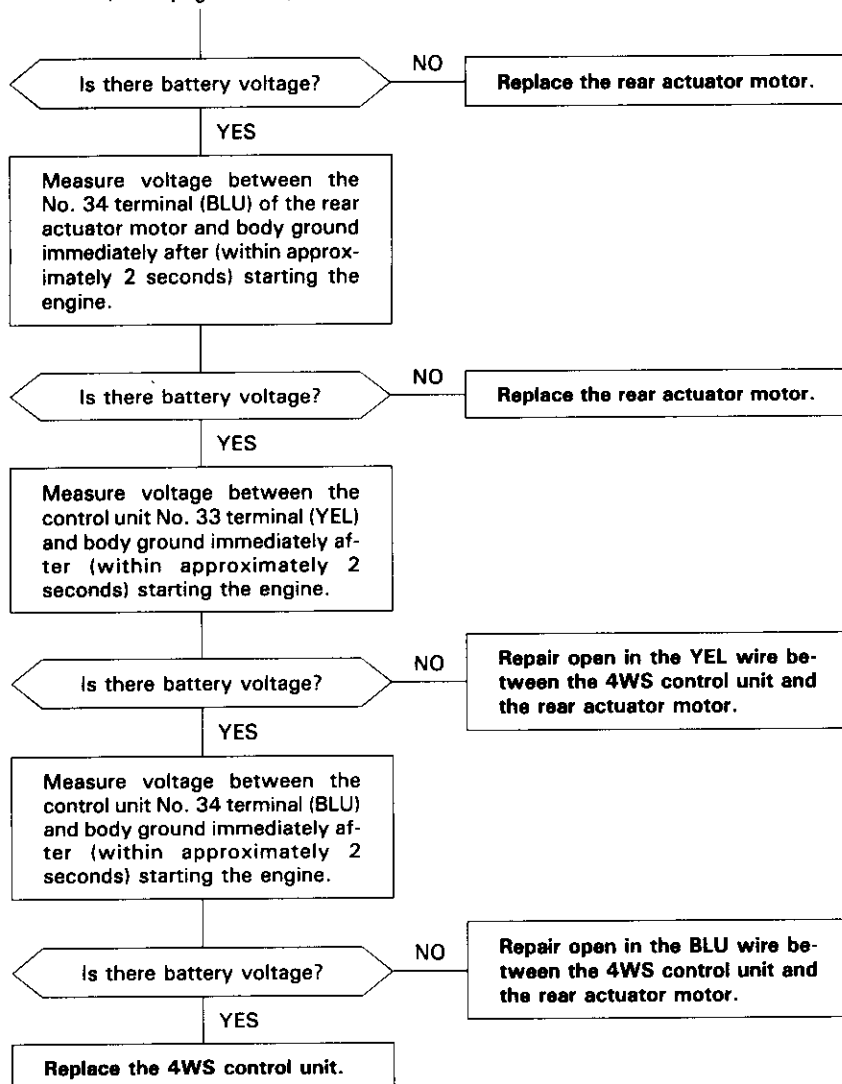 Is there battery voltage?
NO
Replace the rear actuator motor.
YES
Measure voltage between the
No. 34 terminal (BLU) of the rear
actuator motor and body ground
immediately after (within approx-
imately 2 seconds) starting the
engine.
Is there battery voltage?
NO
Replace the rear actuator motor.
YES
Measure voltage between the
control unit No. 33 terminal (YEL)
and body ground immediately af-
ter (within approximately 2
seconds) starting the engine.
Is there battery voltage?
NO
Repair open in the YEL wire be-
tween the 4WS control unit and
the rear actuator motor.
YES
Measure voltage between the
control unit No. 34 terminal (BLU)
and body ground immediately af-
ter (within approximately 2
seconds) starting the engine.
Is there battery voltage?
NO
Repair open in the BLU wire be-
tween the 4WS control unit and
the rear actuator motor.
YES
Replace the 4WS control unit.